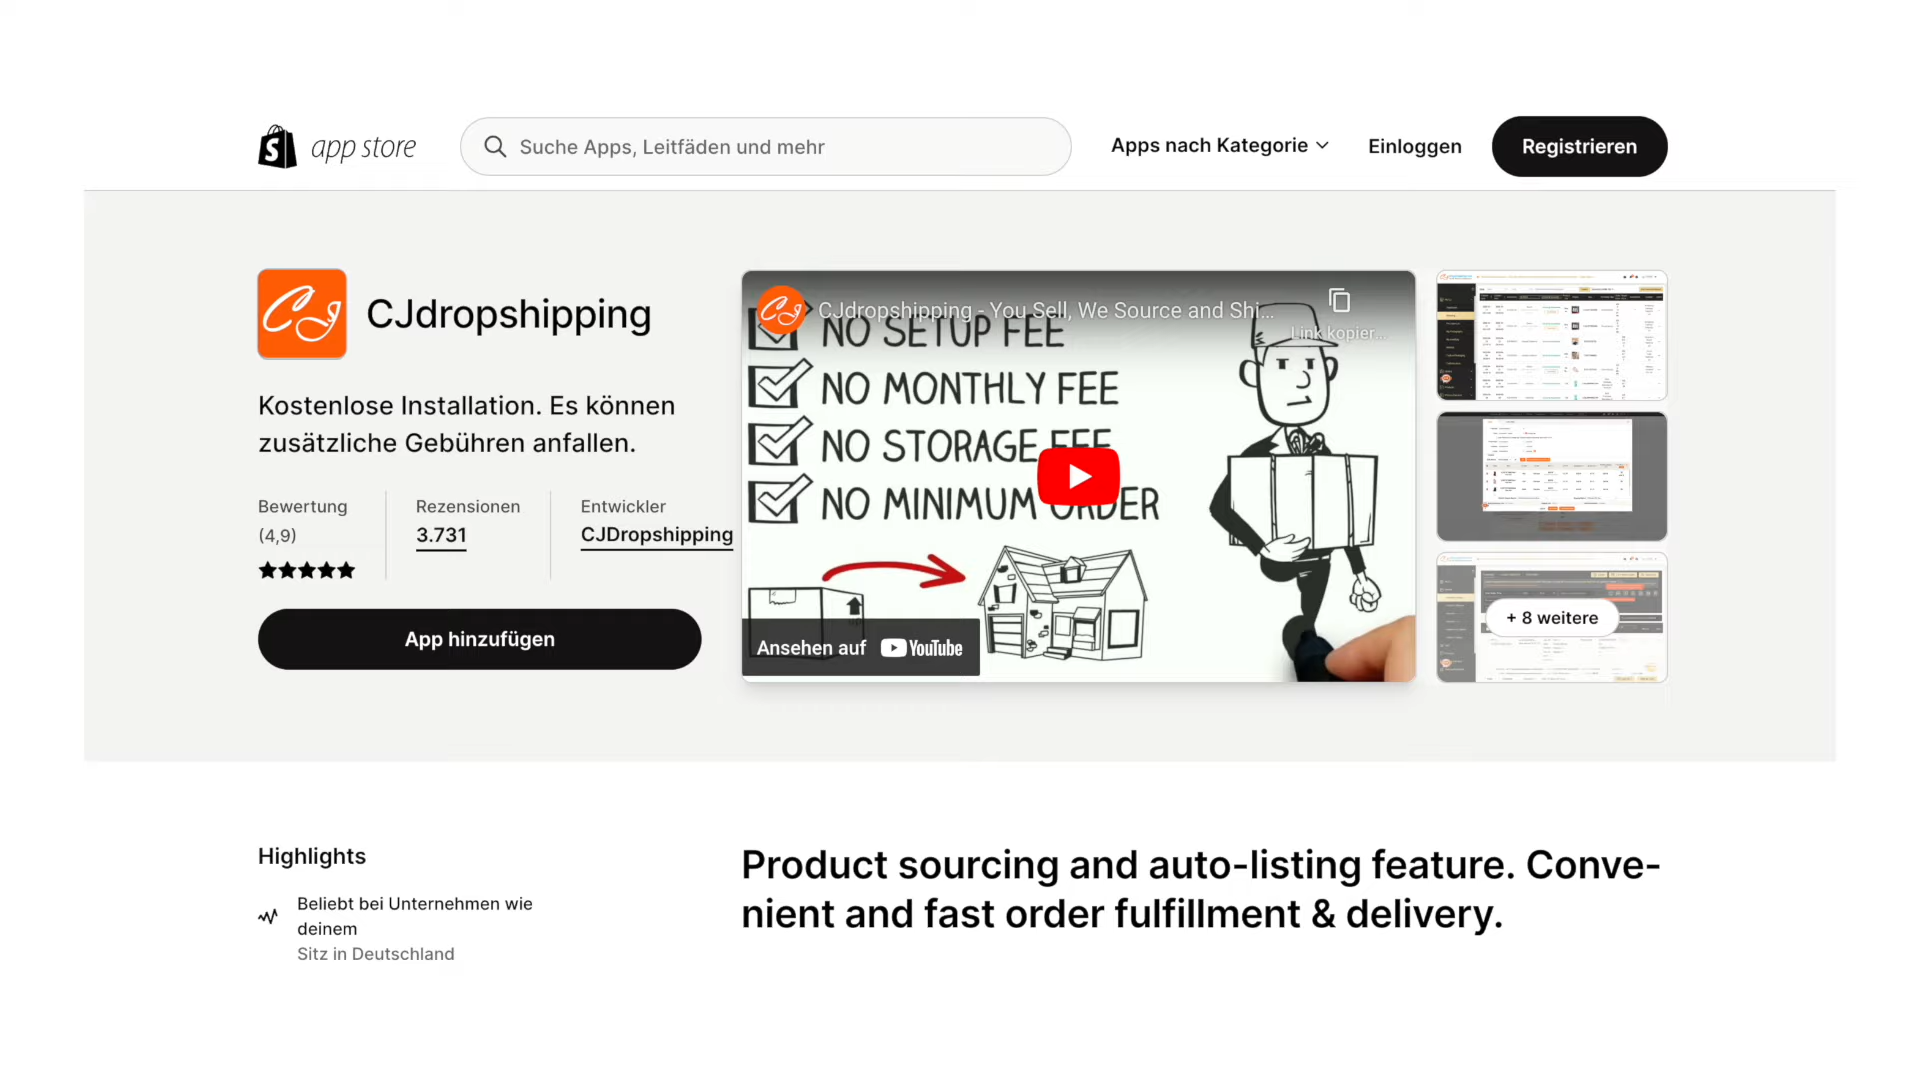 app store
Suche Apps, Leitfäden und mehr
Apps nach Kategorie
Einloggen
Registrieren
CJdropshipping
Kostenlose Installation. Es können
zusätzliche Gebühren anfallen.
Bewertung
(4,9)
Rezensionen
3.731
Entwickler
CJDropshipping
App hinzufügen
CJdropshipping - You Sell, We Source and Shi...
Link kopier...
NO SETUP FEE
NO MONTHLY FEE
NO STORAGE FEE
NO MINIMUM ORDER
Ansehen auf YouTube
+ 8 weitere
Highlights
Beliebt bei Unternehmen wie
deinem
Sitz in Deutschland
Product sourcing and auto-listing feature. Conve-
nient and fast order fulfillment & delivery.